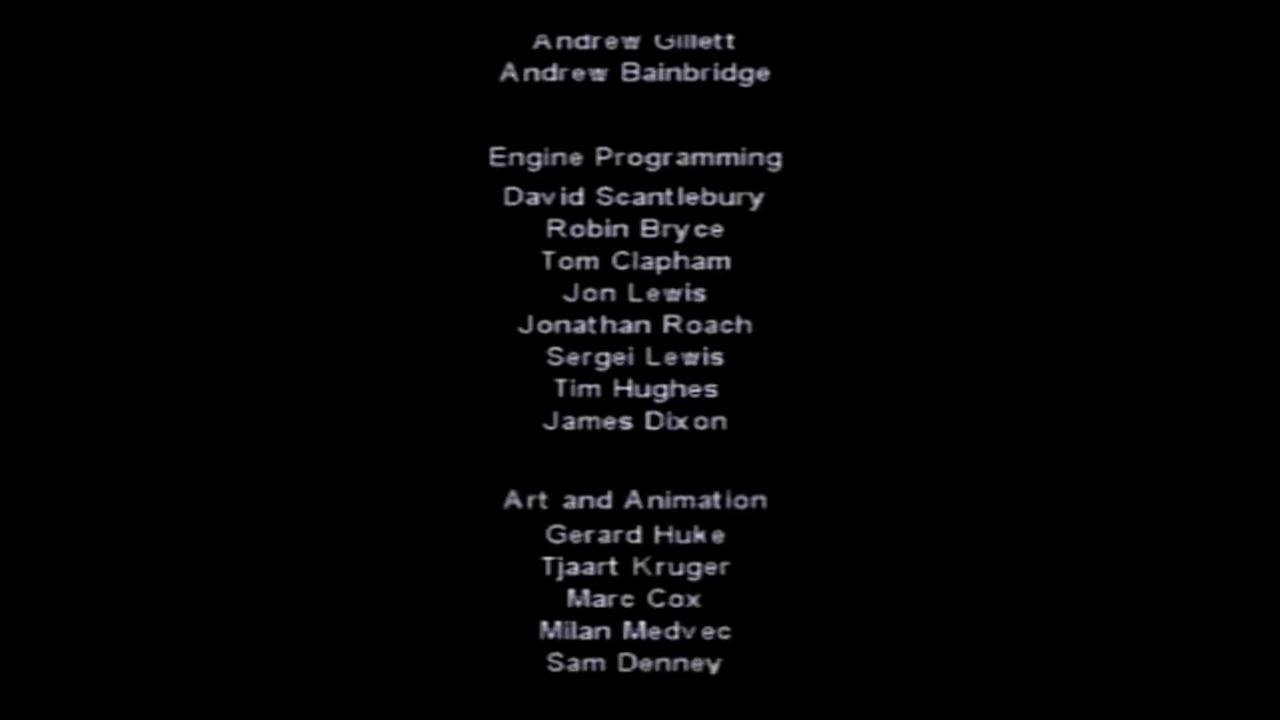 Andrew Gillett
Andrew Bainbridge
Engine Programming
David Scantlebury
Robin Bryce
Tom Clapham
Jon Lewis
Jonathan Roach
Sergei Lewis
Tim Hughes
James Dixon
Art and Animation
Gerard Huke
Tjaart Kruger
Marc Cox
Milan Medvec
Sam Denney